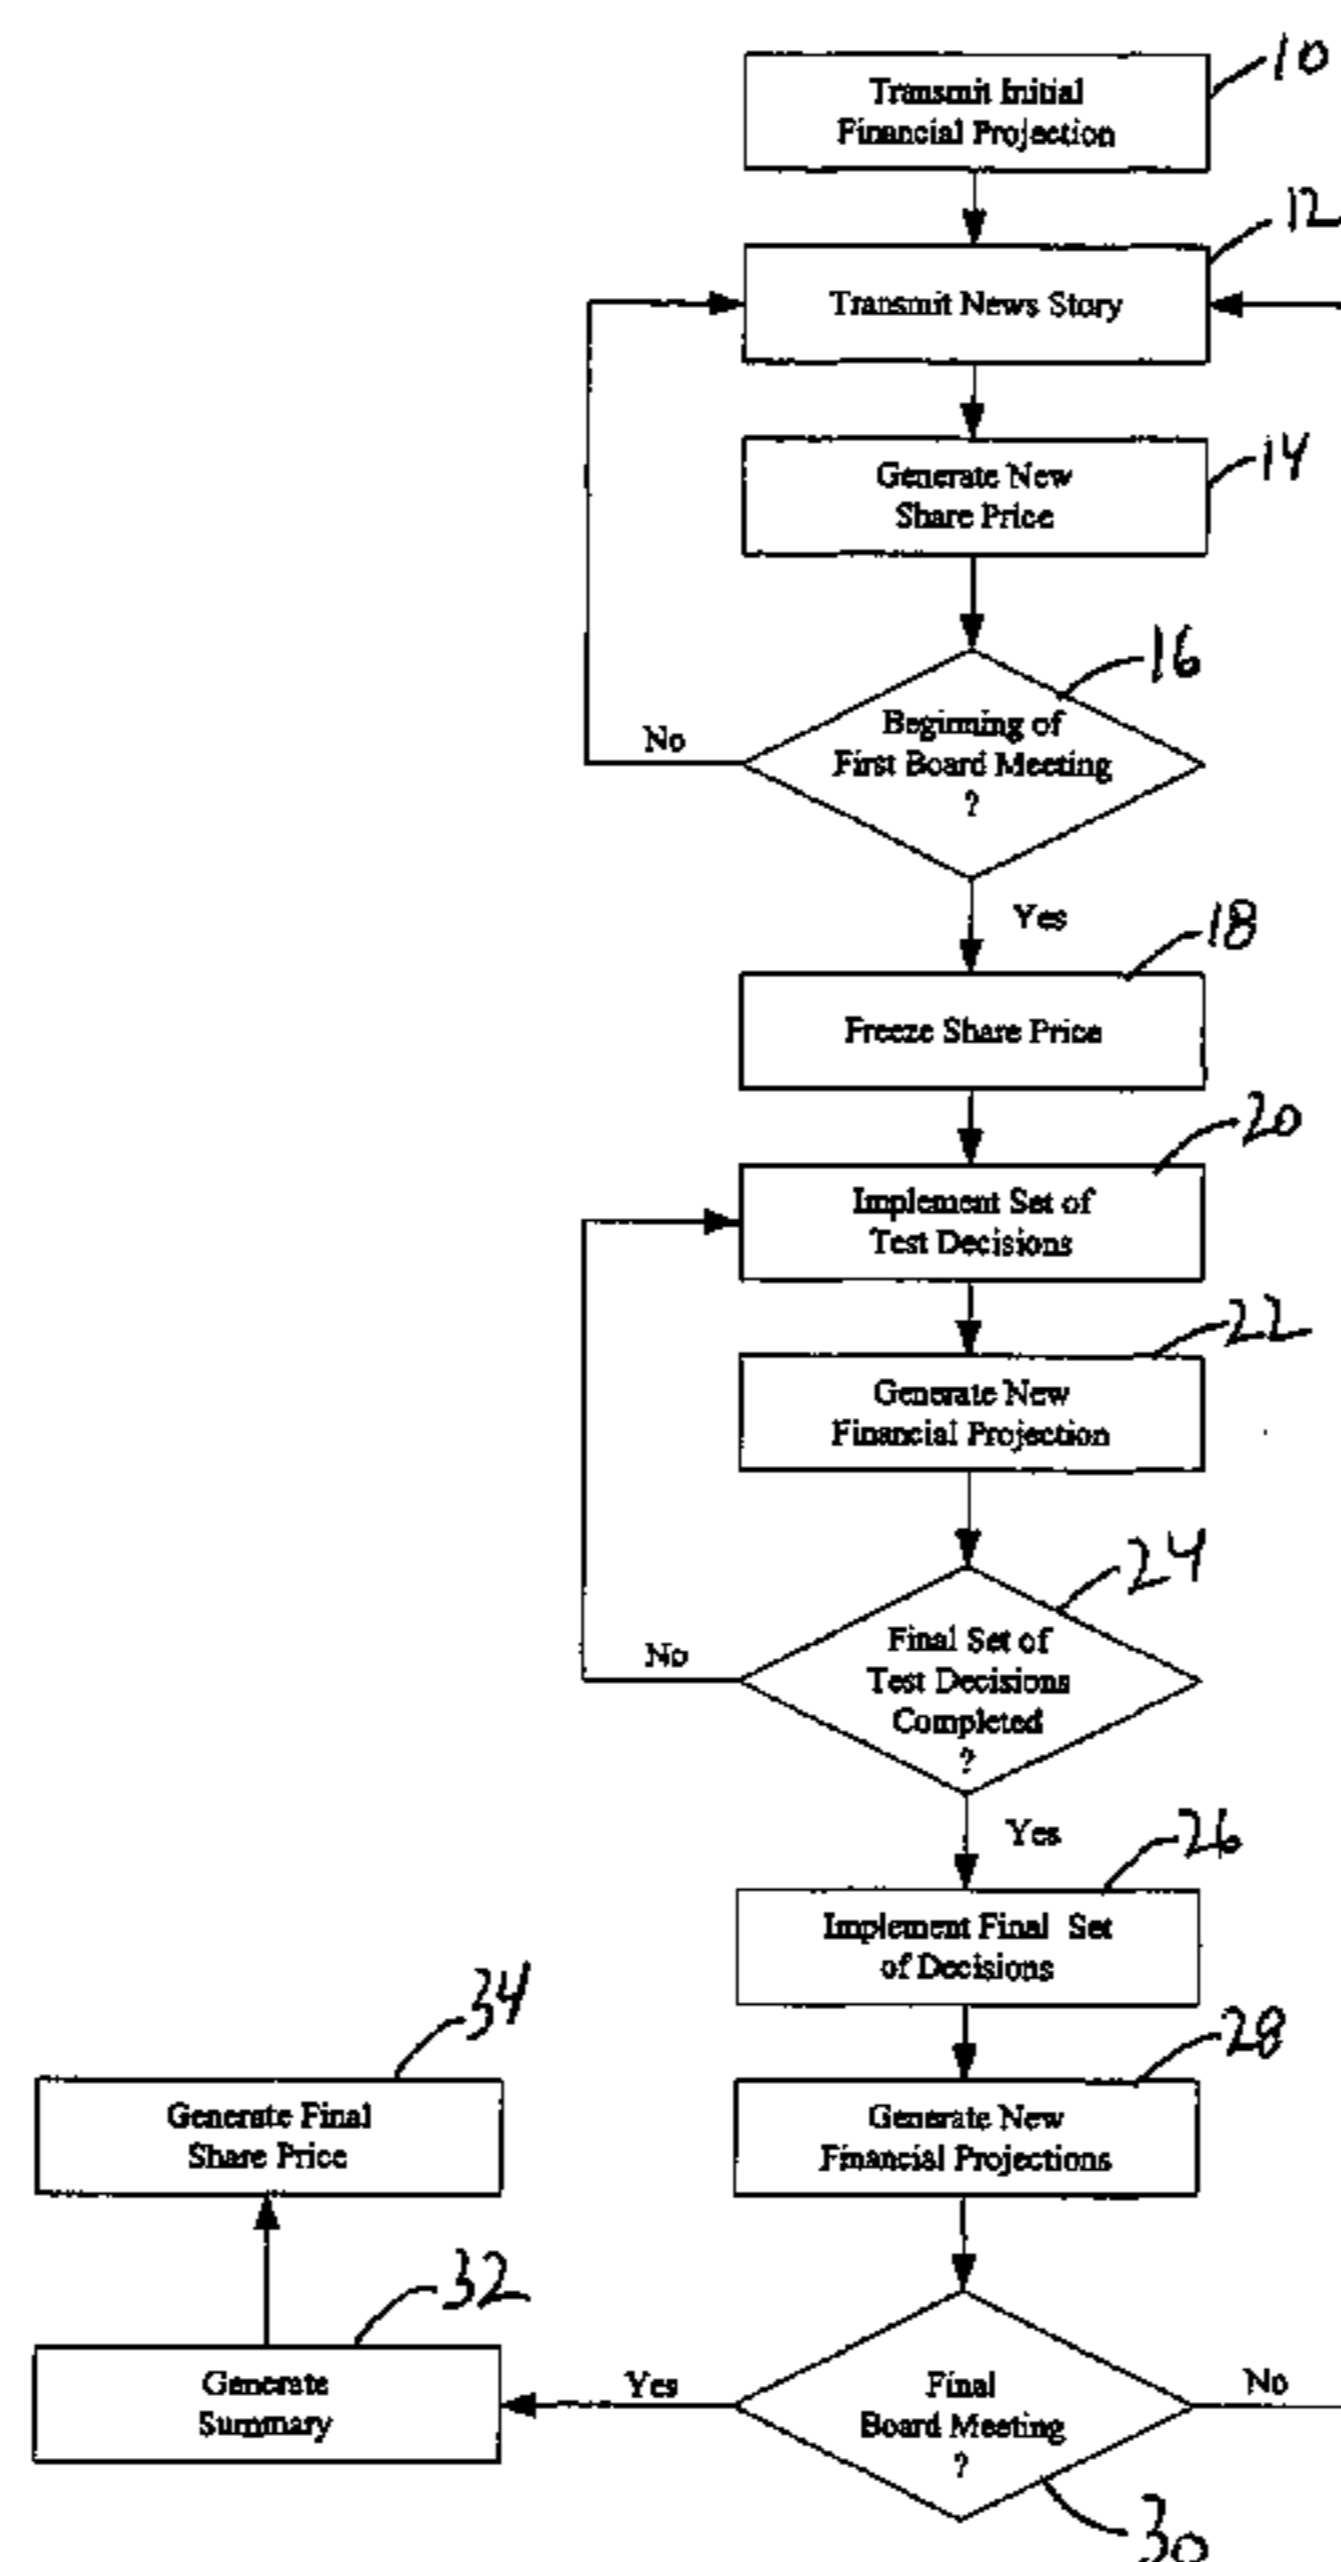 10
Transmit Initial
Financial Projection
12
Transmit News Story
14
Generate New
Share Price
16
Beginning of
First Board Meeting
?
No
Yes
18
Freeze Share Price
20
Implement Set of
Test Decisions
22
Generate New
Financial Projection
24
Final Set of
Test Decisions
Completed
?
No
Yes
26
Implement Final Set
of Decisions
28
Generate New
Financial Projections
34
Generate Final
Share Price
32
Generate
Summary
Yes
Final
Board Meeting
?
No
30